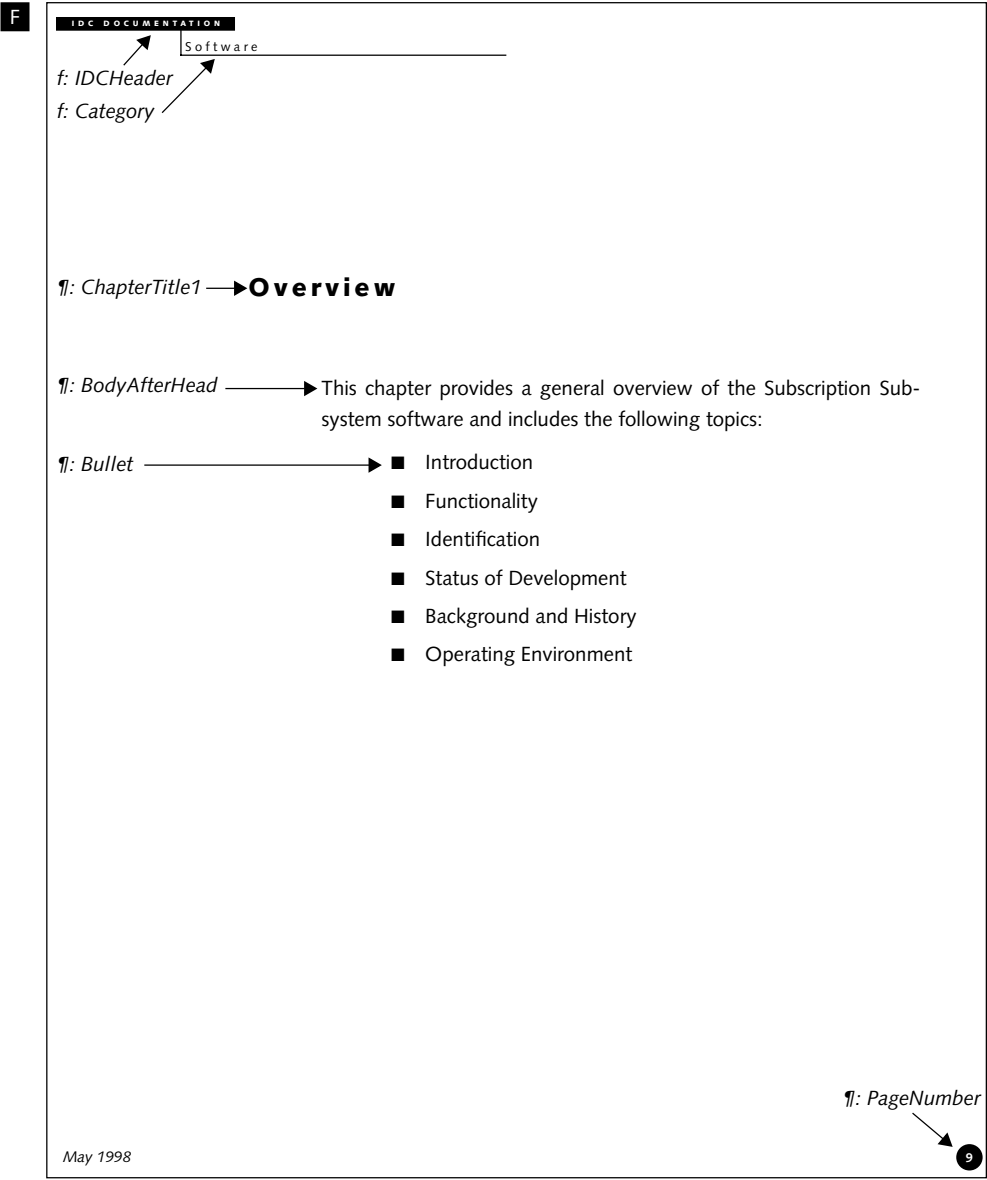 F
IDC DOCUMENTATION
Software
f: IDCHeader
f: Category
¶: ChapterTitle1
Overview
¶: BodyAfterHead
This chapter provides a general overview of the Subscription Sub-
system software and includes the following topics:
¶: Bullet
■ Introduction
■ Functionality
■ Identification
■ Status of Development
■ Background and History
■ Operating Environment
¶: PageNumber
May 1998
9